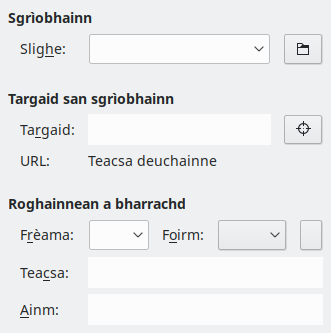 Sgrìobhainn
Slighe:
Targaid san sgrìobhainn
Targaid:
URL: Teacsa deuchainne
Roghainnean a bharrachd
Frèama: Foirm:
Teacsa:
Ainm: